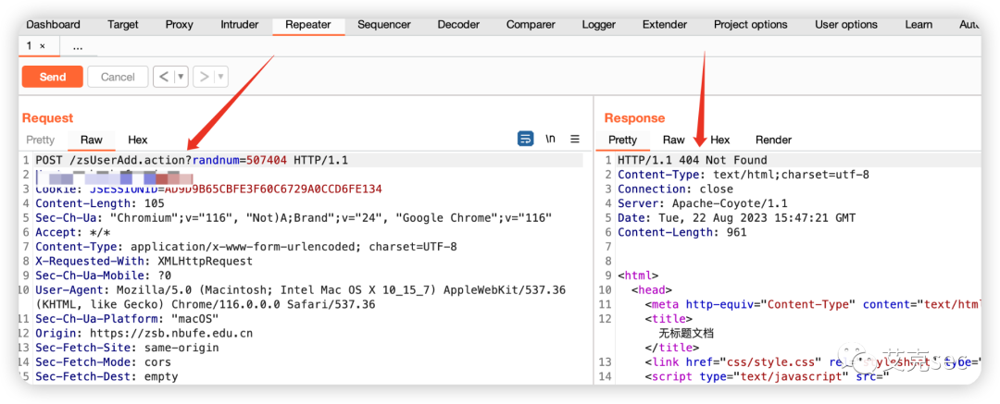 Dashboard Target Proxy Intruder Repeater Sequencer Decoder Comparer Logger Extender Project options User options Learn
1 × ...
Send Cancel < ▼ > ▼
Request
Pretty Raw Hex \n
1 POST /zsUserAdd.action?randnum=507404 HTTP/1.1
2
3 Cookie: JSESSIONID=AD9D9B65CBFE3F60C6729A0CCD6FE134
4 Content-Length: 105
5 Sec-Ch-Ua: "Chromium";v="116", "Not)A;Brand";v="24", "Google Chrome";v="116"
6 Accept: */*
7 Content-Type: application/x-www-form-urlencoded; charset=UTF-8
8 X-Requested-With: XMLHttpRequest
9 Sec-Ch-Ua-Mobile: ?0
10 User-Agent: Mozilla/5.0 (Macintosh; Intel Mac OS X 10_15_7) AppleWebKit/537.36
(KHTML, like Gecko) Chrome/116.0.0.0 Safari/537.36
11 Sec-Ch-Ua-Platform: "macOS"
12 Origin: https://zsb.nbufe.edu.cn
13 Sec-Fetch-Site: same-origin
14 Sec-Fetch-Mode: cors
15 Sec-Fetch-Dest: empty
Response
Pretty Raw Hex Render
1 HTTP/1.1 404 Not Found
2 Content-Type: text/html;charset=utf-8
3 Connection: close
4 Server: Apache-Coyote/1.1
5 Date: Tue, 22 Aug 2023 15:47:21 GMT
6 Content-Length: 961
7
8
9 <html>
10 <head>
11 <meta http-equiv="Content-Type" content="text/html
12 <title>
无标题文档
</title>
13 <link href="css/style.css" rel="stylesheet" type="
14 <script type="text/javascript" src="
艾克sec